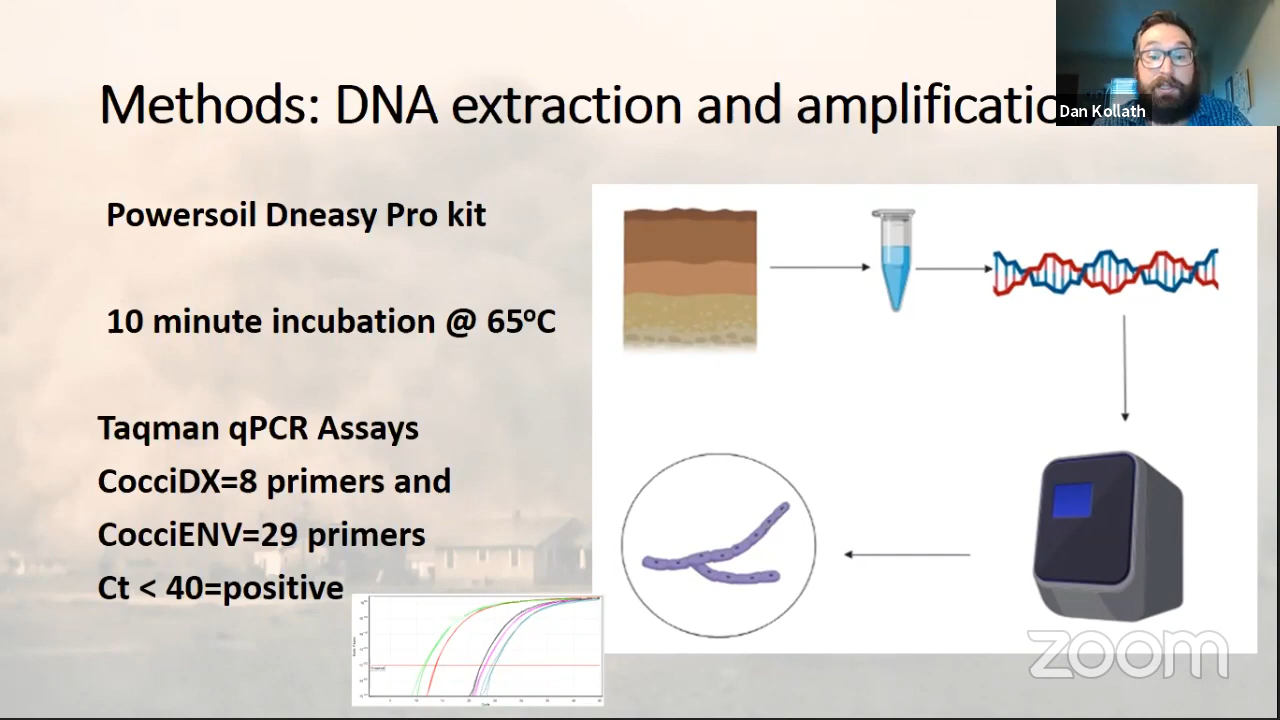 Methods: DNA extraction and amplificatio
Dan Kollath
Powersoil Dneasy Pro kit
10 minute incubation @ 65ºC
Taqman qPCR Assays
CocciDX=8 primers and
CocciENV=29 primers
Ct < 40=positive
zoom